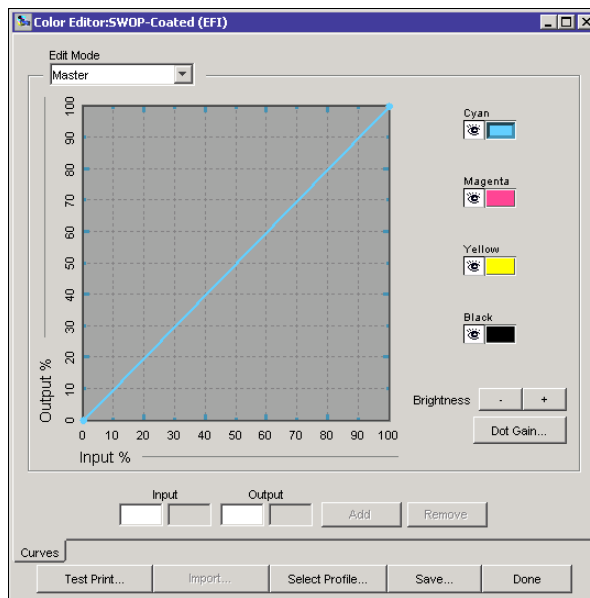 Color Editor:SWOP-Coated (EFI)
Edit Mode
Master
100
90
80
70
60
50
40
30
20
10
0
Output %
0 10 20 30 40 50 60 70 80 90 100
Input %
Cyan
Magenta
Yellow
Black
Brightness - +
Dot Gain...
Input Output
Add Remove
Curves
Test Print... Import... Select Profile... Save... Done